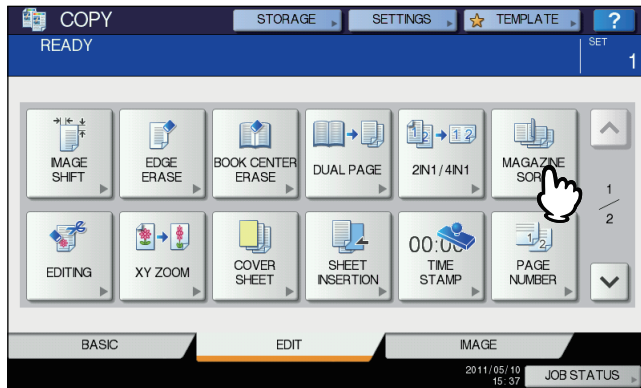 COPY
STORAGE
SETTINGS
TEMPLATE
?
READY
SET
1
IMAGE
SHIFT
EDGE
ERASE
BOOK CENTER
ERASE
DUAL PAGE
2IN1/4IN1
MAGAZINE
SORT
1
2
EDITING
XY ZOOM
COVER
SHEET
SHEET
INSERTION
00:00
TIME
STAMP
PAGE
NUMBER
BASIC
EDIT
IMAGE
2011/05/10
15:37
JOB STATUS